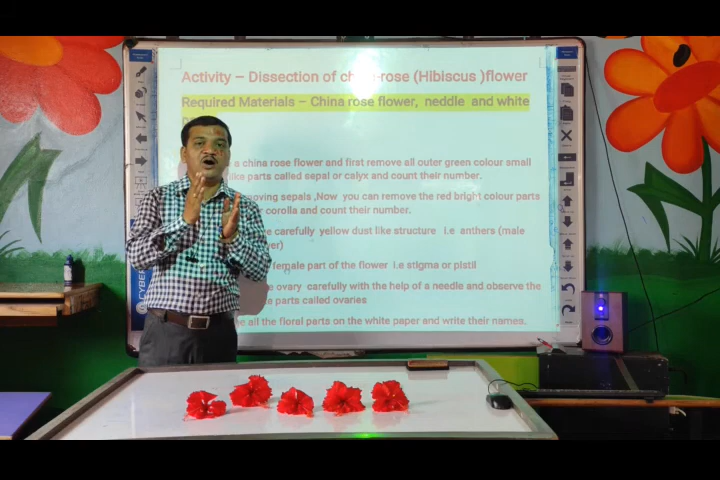 Activity – Dissection of ch -rose (Hibiscus )flower
Required Materials – China rose flower, neddle and white
a china rose flower and first remove all outer green colour small
like parts called sepal or calyx and count their number.
sepals ,Now you can remove the red bright colour parts
corolla and count their number.
carefully yellow dust like structure i.e anthers (male
female part of the flower i.e stigma or pistil
ovary carefully with the help of a needle and observe the
parts called ovaries
all the floral parts on the white paper and write their names.
CYBER